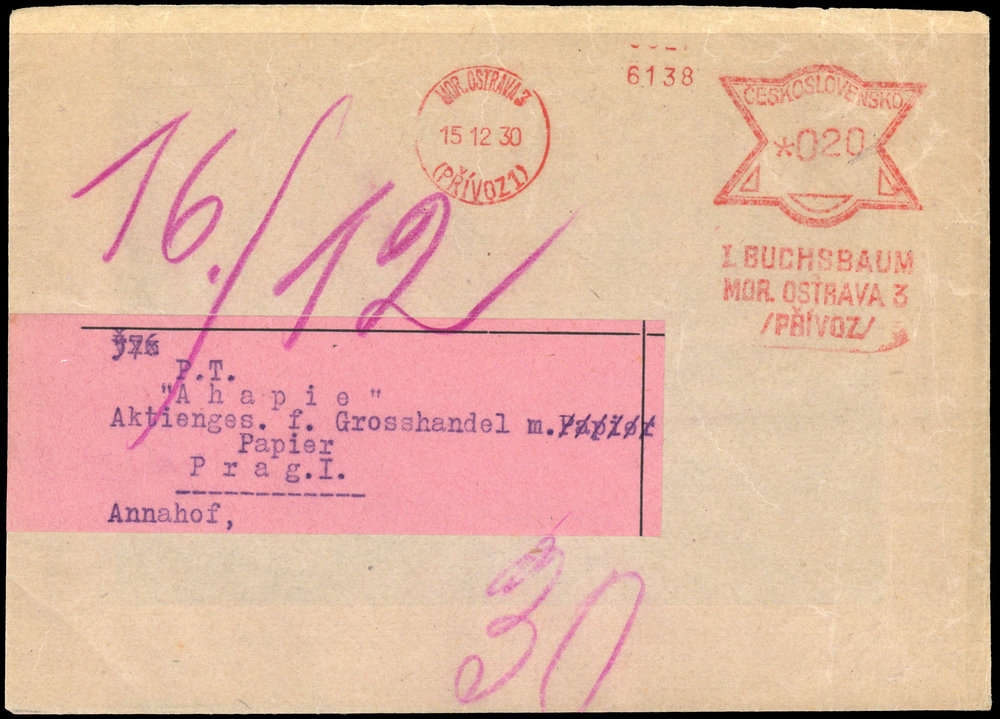 MOR. OSTRAVA 3
15 12 30
(PŘÍVOZ 1)
6138
ČESKOSLOVENSKO
*020
I. BUCHSBAUM
MOR. OSTRAVA 3
/PŘÍVOZ/
16./12
P.T.
"A h a p i e"
Aktienges. f. Grosshandel m. Papier
Papier
P r a g . I.
Annahof,
30